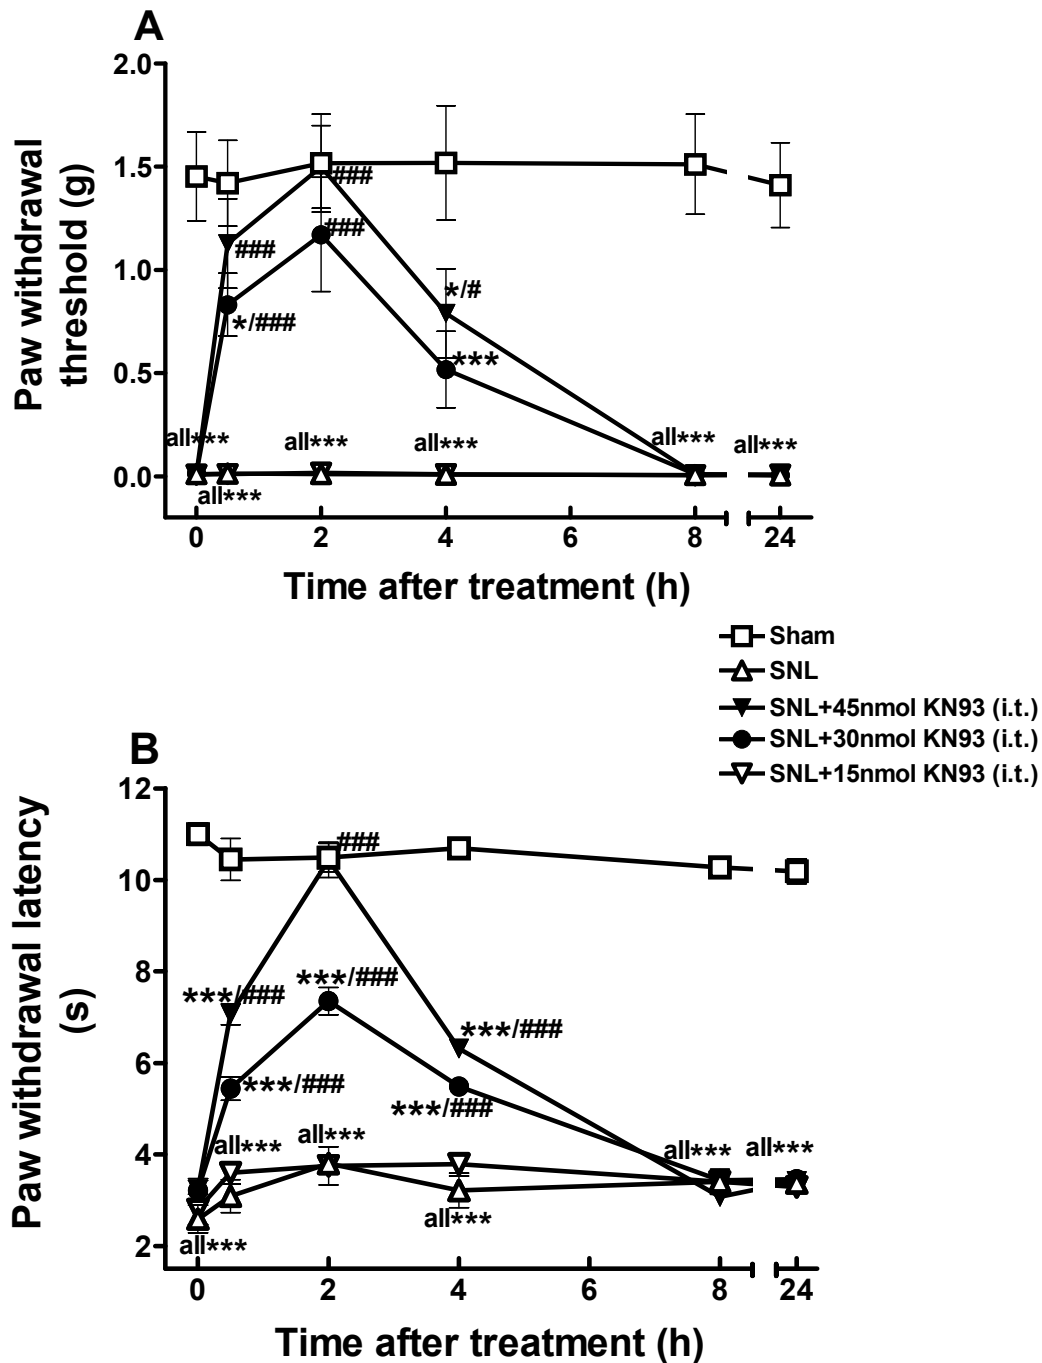 A
Paw withdrawal
threshold (g)
2.0
1.5
1.0
0.5
0.0
###
###
###
*/###
*/#
***
all***
all***
all***
all***
all***
all***
0 2 4 6 8 24
Time after treatment (h)
Sham
SNL
SNL+45nmol KN93 (i.t.)
SNL+30nmol KN93 (i.t.)
SNL+15nmol KN93 (i.t.)
B
Paw withdrawal latency
(s)
12
10
8
6
4
2
###
***/###
***/###
***/###
***/###
***/###
all***
all***
all***
all***
all***
all***
0 2 4 6 8 24
Time after treatment (h)